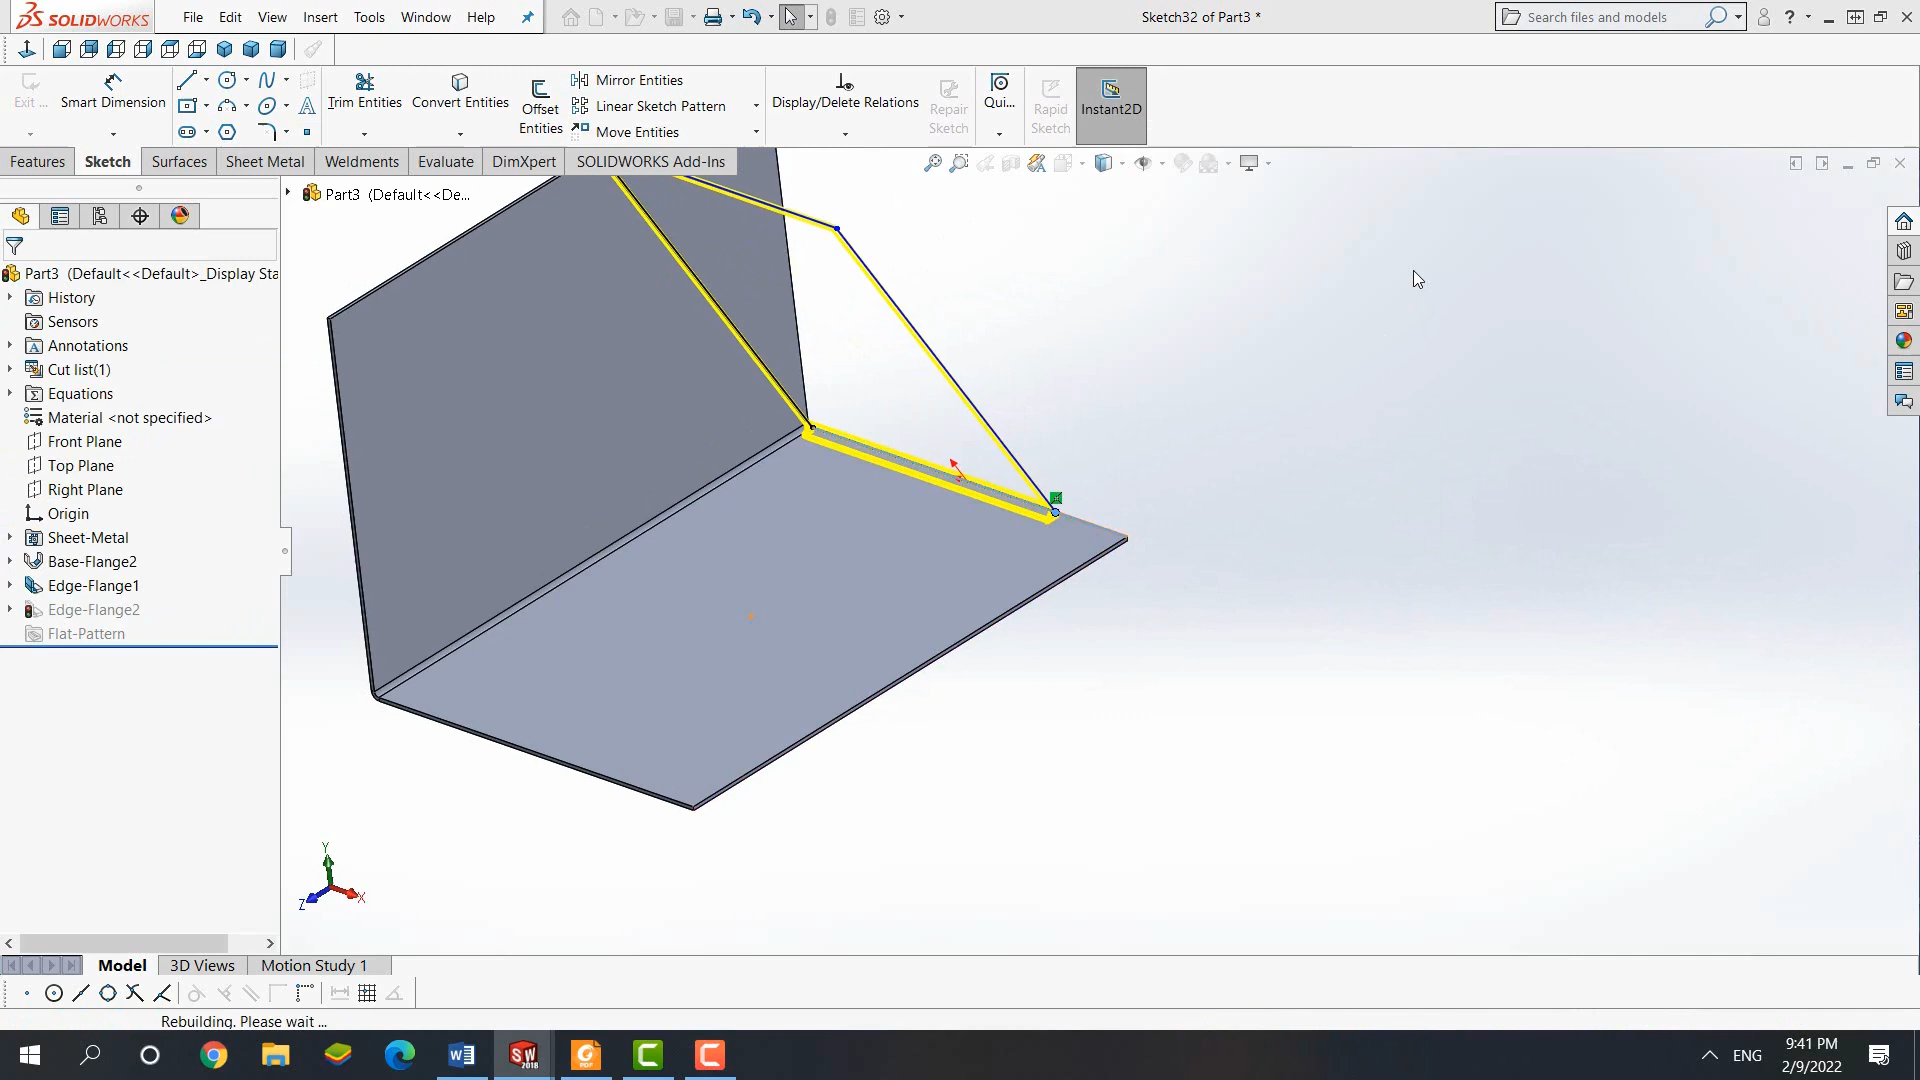 SOLIDWORKS
File Edit View Insert Tools Window Help
Sketch32 of Part3 *
Search files and models
Exit ...
Smart Dimension
Trim Entities
Convert Entities
Offset
Entities
Mirror Entities
Linear Sketch Pattern
Move Entities
Display/Delete Relations
Repair
Sketch
Qui...
Rapid
Sketch
Instant2D
Features Sketch Surfaces Sheet Metal Weldments Evaluate DimXpert SOLIDWORKS Add-Ins
Part3 (Default<<De...
Part3 (Default<<Default>_Display Sta
History
Sensors
Annotations
Cut list(1)
Equations
Material <not specified>
Front Plane
Top Plane
Right Plane
Origin
Sheet-Metal
Base-Flange2
Edge-Flange1
Edge-Flange2
Flat-Pattern
Y
Z
X
Model 3D Views Motion Study 1
Rebuilding. Please wait ...
SW
2018
PDF
ENG
9:41 PM
2/9/2022